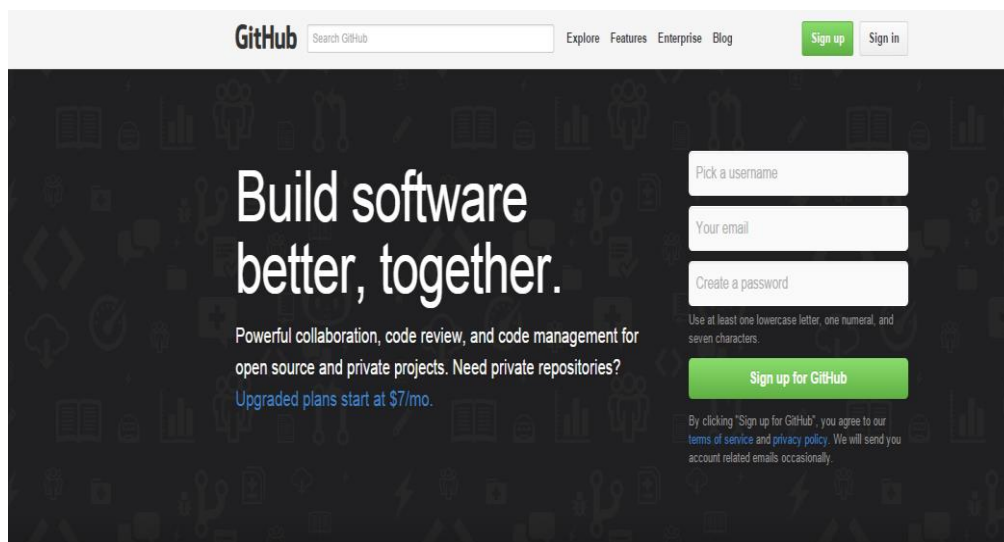 GitHub Search GitHub Explore Features Enterprise Blog Sign up Sign in
Build software
better, together.
Powerful collaboration, code review, and code management for
open source and private projects. Need private repositories?
Upgraded plans start at $7/mo.
Pick a username
Your email
Create a password
Use at least one lowercase letter, one numeral, and
seven characters.
Sign up for GitHub
By clicking "Sign up for GitHub", you agree to our
terms of service and privacy policy. We will send you
account related emails occasionally.